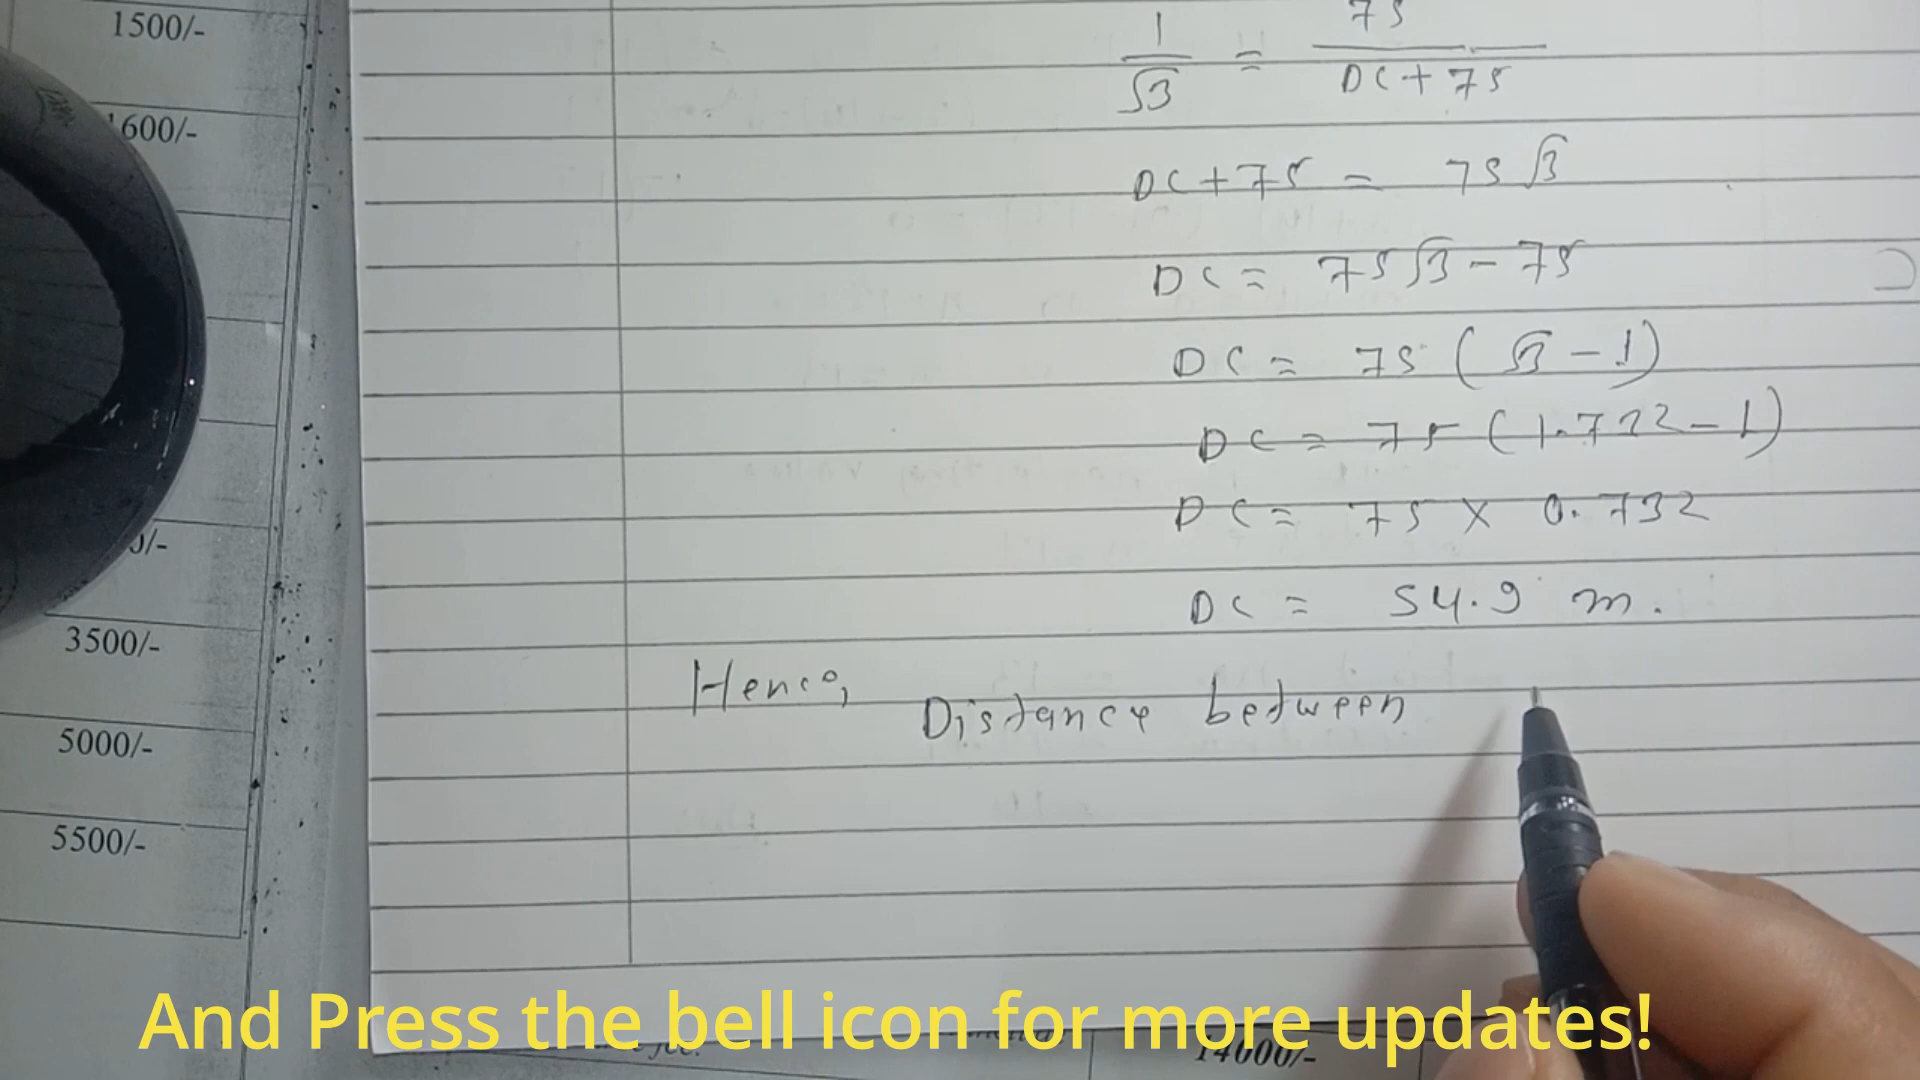 1500/-
1600/-
3500/-
5000/-
5500/-
1/√3 = 75/DC+75
DC+75 = 75√3
DC = 75√3 - 75
DC = 75 (√3 - 1)
DC = 75 (1.732 - 1)
DC = 75 × 0.732
DC = 54.9 m.
Hence,
Distance between
And Press the bell icon for more updates!
14000/-